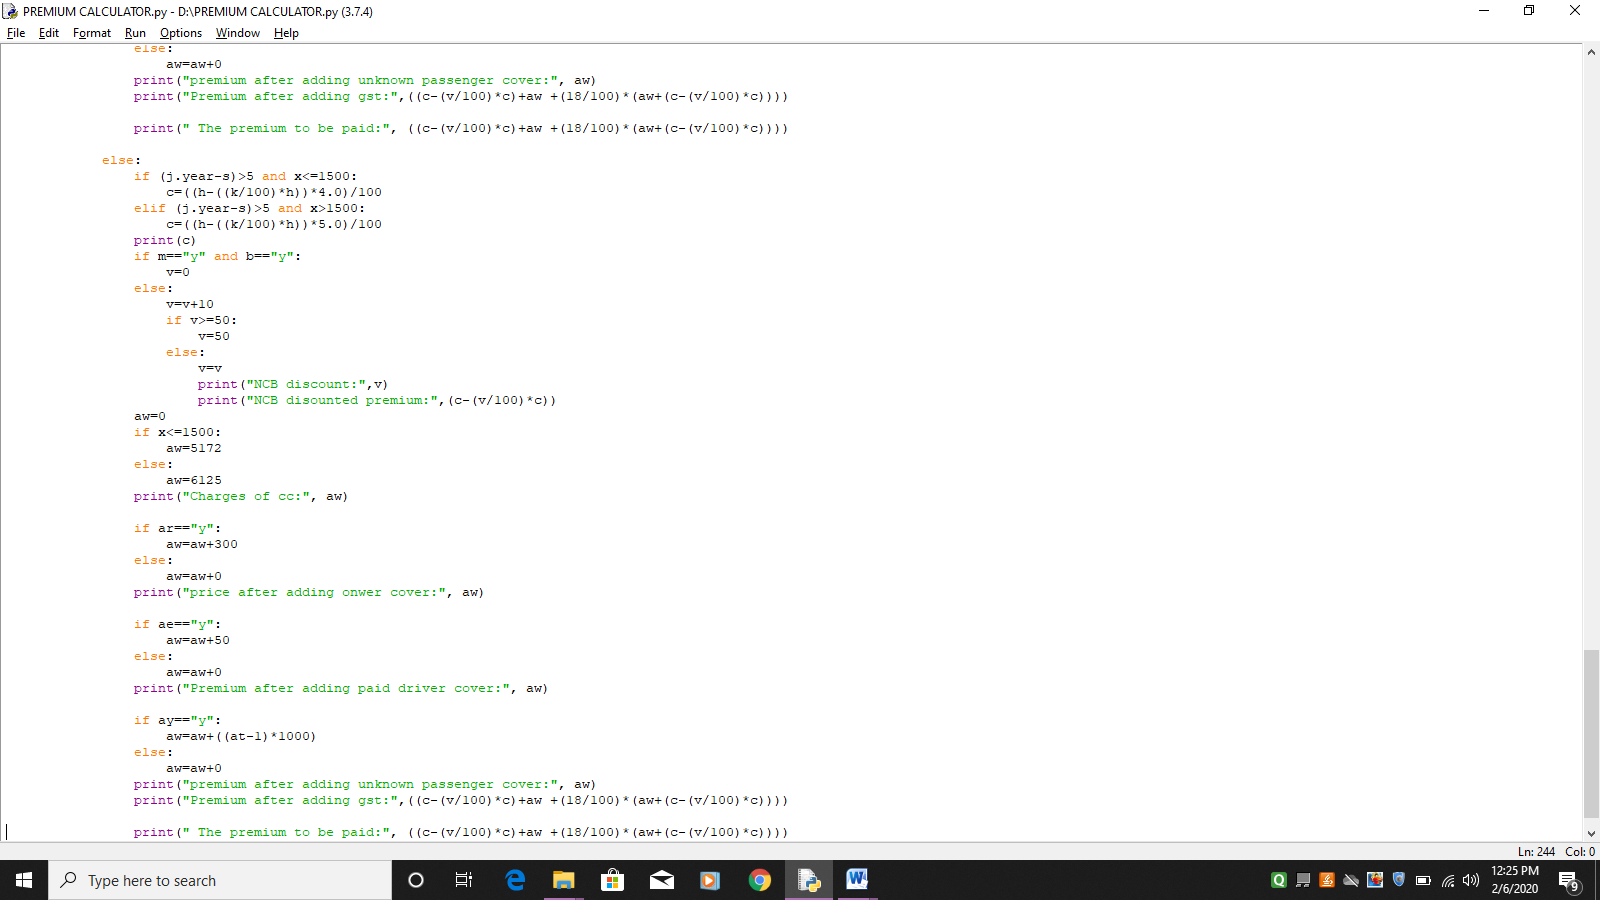 PREMIUM CALCULATOR.py - D:\PREMIUM CALCULATOR.py (3.7.4)
File Edit Format Run Options Window Help
else:
aw=aw+0
print("premium after adding unknown passenger cover:", aw)
print("Premium after adding gst:",((c-(v/100)*c)+aw +(18/100)*(aw+(c-(v/100)*c))))
print(" The premium to be paid:", ((c-(v/100)*c)+aw +(18/100)*(aw+(c-(v/100)*c))))
else:
if (j.year-s)>5 and x<=1500:
c=((h-((k/100)*h))*4.0)/100
elif (j.year-s)>5 and x>1500:
c=((h-((k/100)*h))*5.0)/100
print(c)
if m=="y" and b=="y":
v=0
else:
v=v+10
if v>=50:
v=50
else:
v=v
print("NCB discount:",v)
print("NCB disounted premium:",(c-(v/100)*c))
aw=0
if x<=1500:
aw=5172
else:
aw=6125
print("Charges of cc:", aw)
if ar=="y":
aw=aw+300
else:
aw=aw+0
print("price after adding onwer cover:", aw)
if ae=="y":
aw=aw+50
else:
aw=aw+0
print("Premium after adding paid driver cover:", aw)
if ay=="y":
aw=aw+((at-1)*1000)
else:
aw=aw+0
print("premium after adding unknown passenger cover:", aw)
print("Premium after adding gst:",((c-(v/100)*c)+aw +(18/100)*(aw+(c-(v/100)*c))))
print(" The premium to be paid:", ((c-(v/100)*c)+aw +(18/100)*(aw+(c-(v/100)*c))))
Ln: 244 Col: 0
Type here to search
12:25 PM
2/6/2020
9